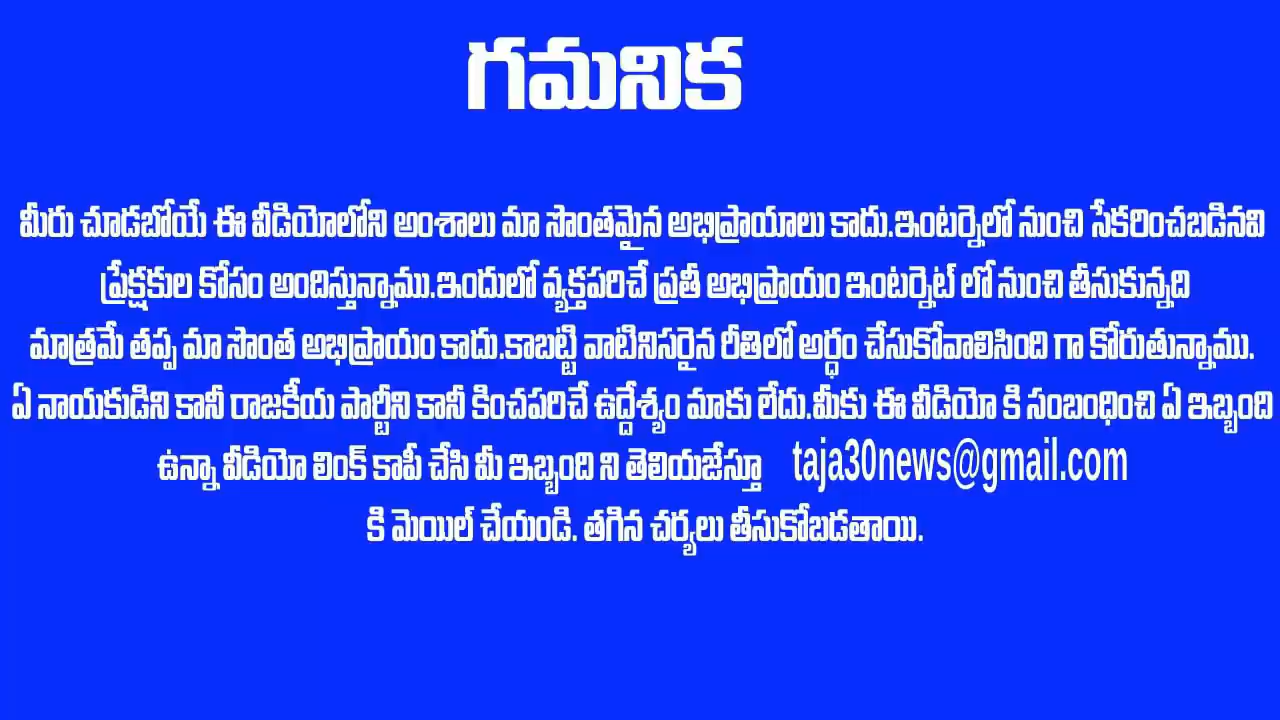 గమనిక
మీరు చూడబోయే ఈ వీడియోలోని అంశాలు మా సొంతమైన అభిప్రాయాలు కాదు.ఇంటర్నెలో నుంచి సేకరించబడినవి
ప్రేక్షకుల కోసం అందిస్తున్నాము.ఇందులో వ్యక్తపరిచే ప్రతీ అభిప్రాయం ఇంటర్నెట్ లో నుంచి తీసుకున్నది
మాత్రమే తప్ప మా సొంత అభిప్రాయం కాదు.కాబట్టి వాటినిసరైన రీతిలో అర్ధం చేసుకోవాలిసింది గా కోరుతున్నాము.
ఏ నాయకుడిని కానీ రాజకీయ పార్టీని కానీ కించపరిచే ఉద్దేశ్యం మాకు లేదు.మీకు ఈ వీడియో కి సంబంధించి ఏ ఇబ్బంది
ఉన్నా వీడియో లింక్ కాపీ చేసి మీ ఇబ్బంది ని తెలియజేస్తూ taja30news@gmail.com
కి మెయిల్ చేయండి. తగిన చర్యలు తీసుకోబడతాయి.